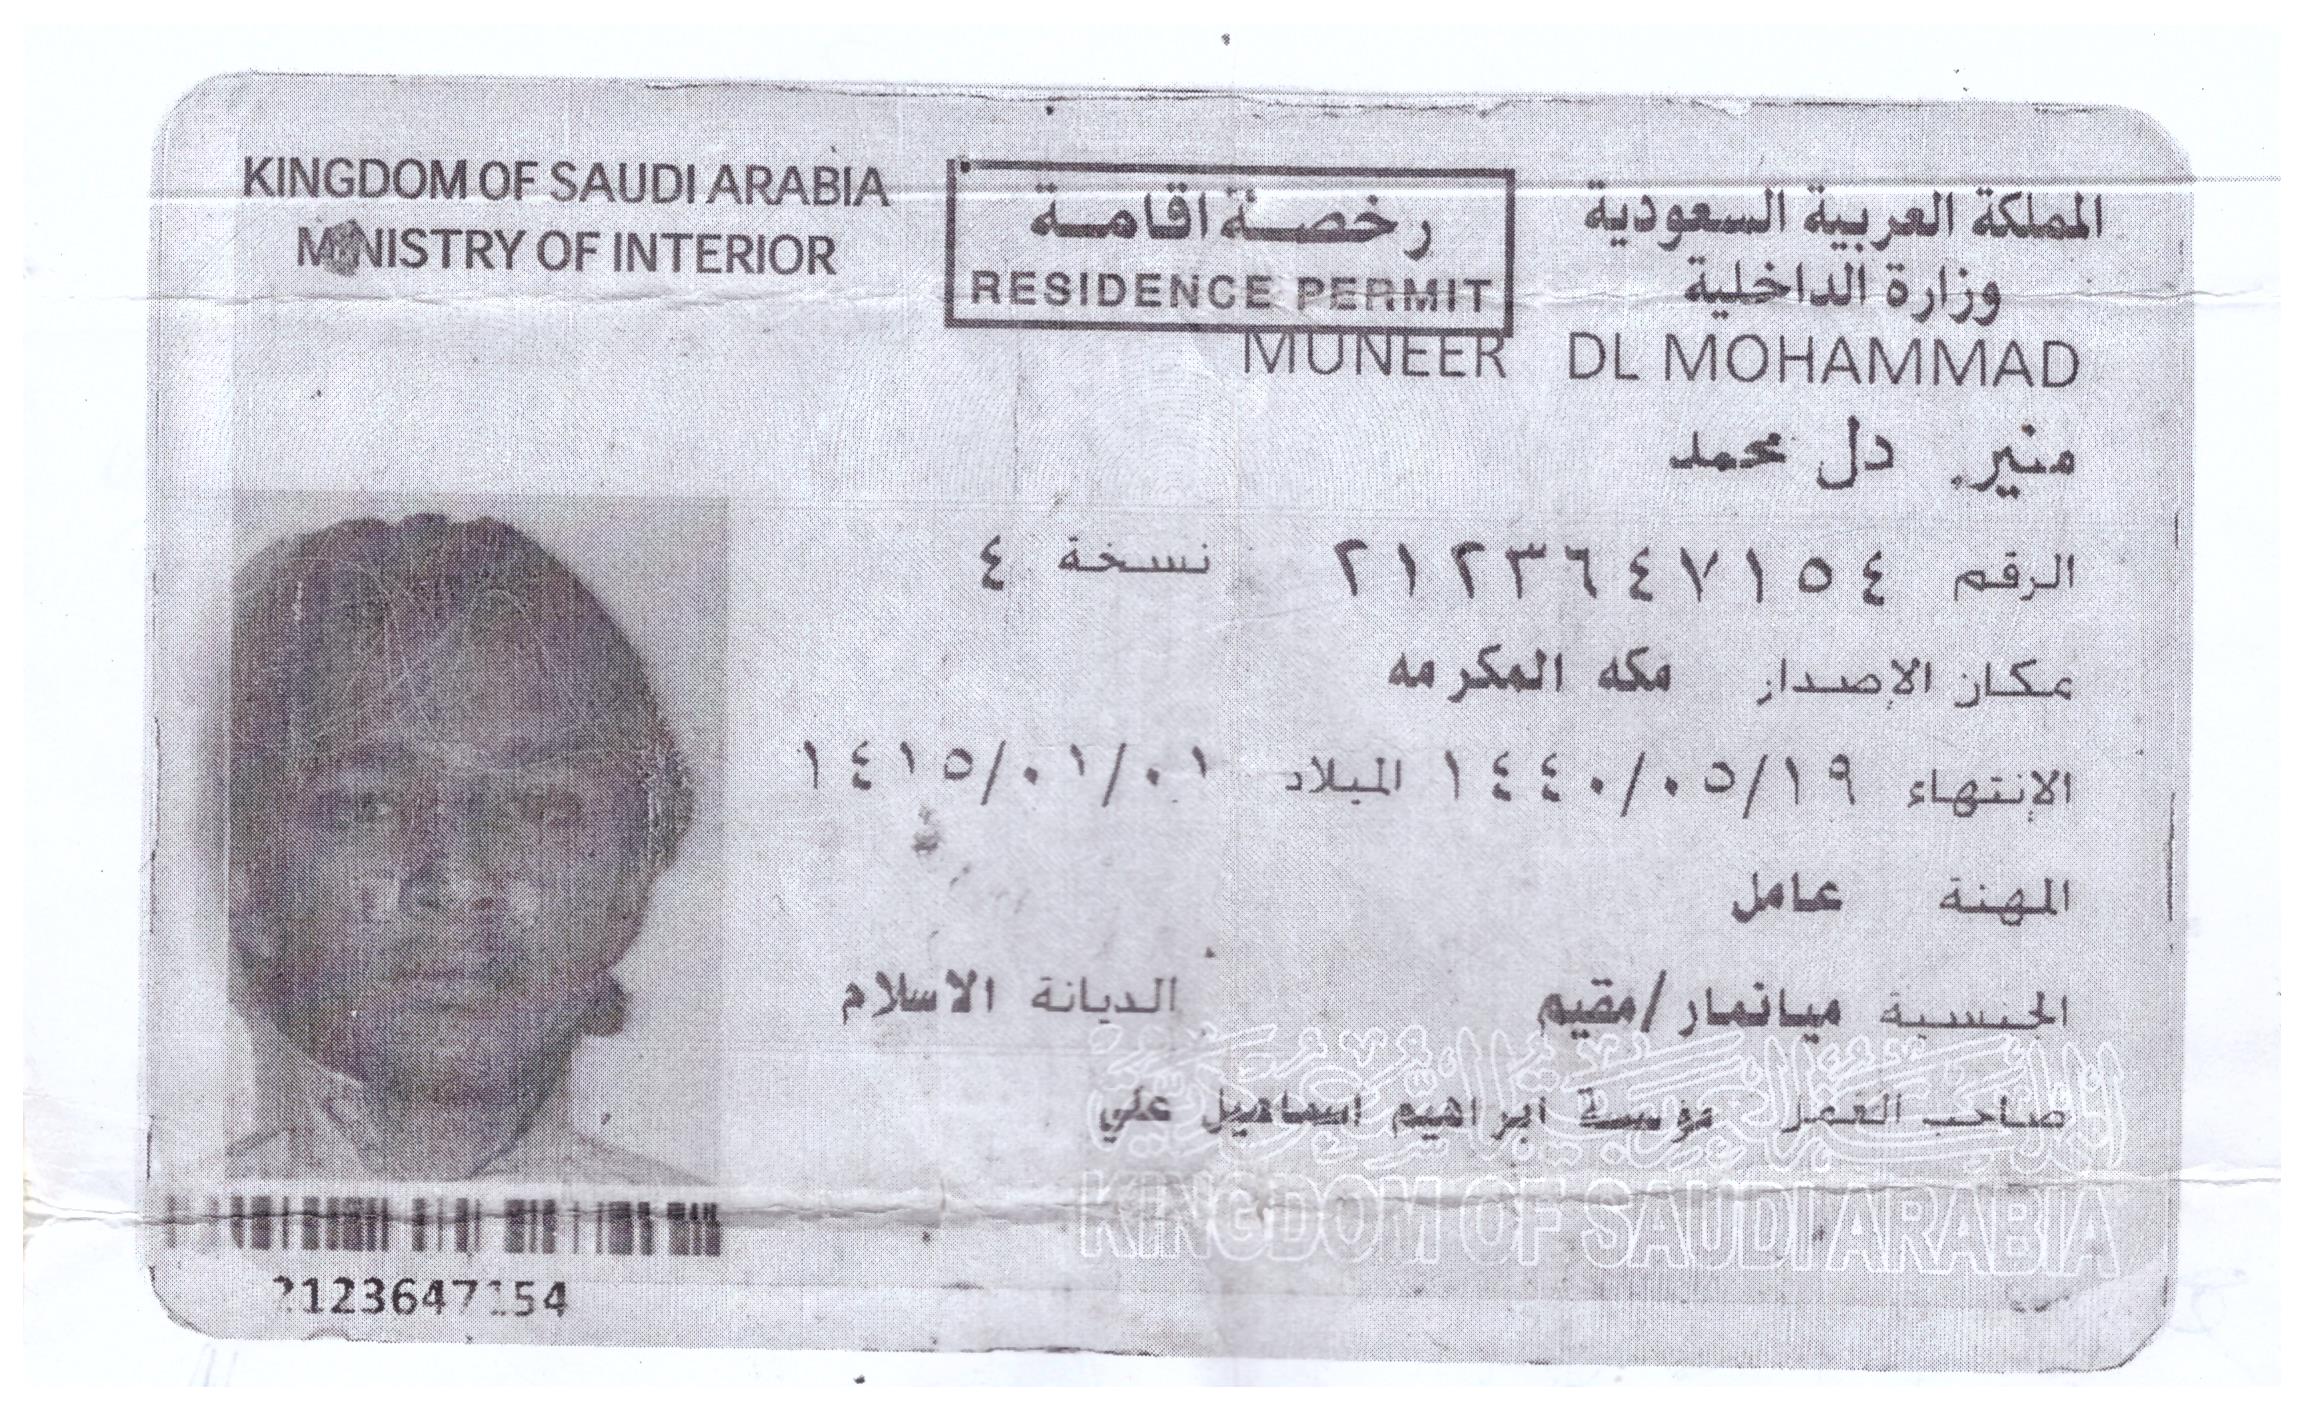 KINGDOM OF SAUDI ARABIA
MINISTRY OF INTERIOR
رخصة اقامة
RESIDENCE PERMIT
المملكة العربية السعودية
وزارة الداخلية
MUNEER DL MOHAMMAD
منير. دل محمد
الرقم ٢١٢٣٦٤٧١٥٤ نسخة ٤
مكان الإصدار مكه المكرمه
الإنتهاء ١٤٤٠/٠٥/١٩ الميلاد ١٤١٥/٠١/٠١
المهنة عامل
الجنسية ميانمار/مقيم الديانة الاسلام
صاحب العمل مؤسسة ابراهيم اسماعيل علي
المملكة العربية السعودية
KINGDOM OF SAUDI ARABIA
2123647154